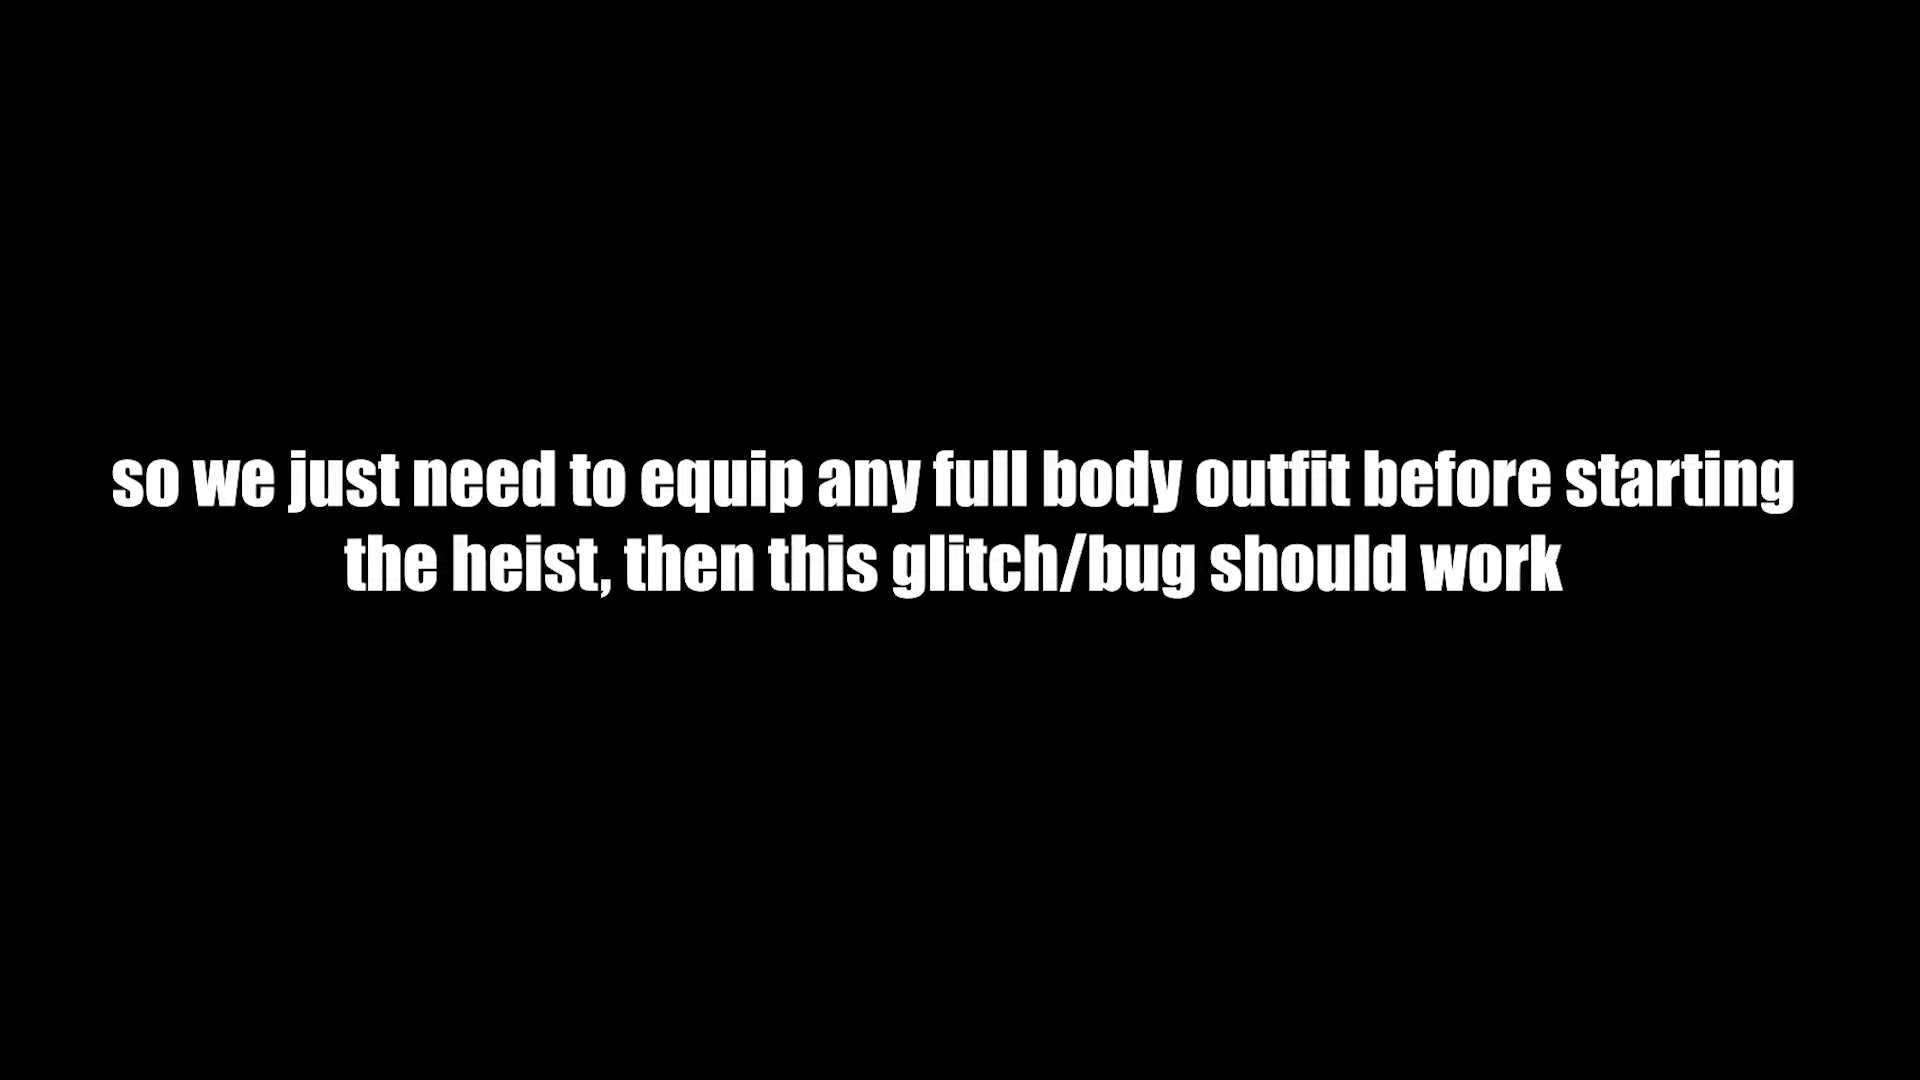 so we just need to equip any full body outfit before starting
the heist, then this glitch/bug should work